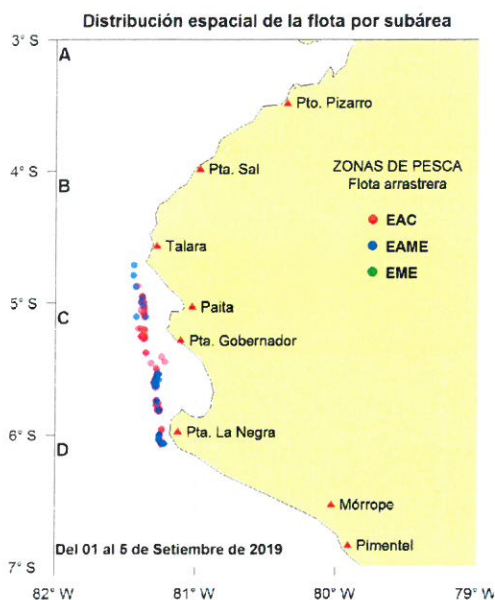 Distribución espacial de la flota por subárea
3° S
A
Pto. Pizarro
4° S
Pta. Sal
B
ZONAS DE PESCA
Flota arrastrera
EAC
Talara
EAME
EME
5° S
C
Paita
Pta. Gobernador
6° S
Pta. La Negra
D
Mórrope
Del 01 al 5 de Setiembre de 2019
Pimentel
7° S
82° W
81° W
80° W
79° W